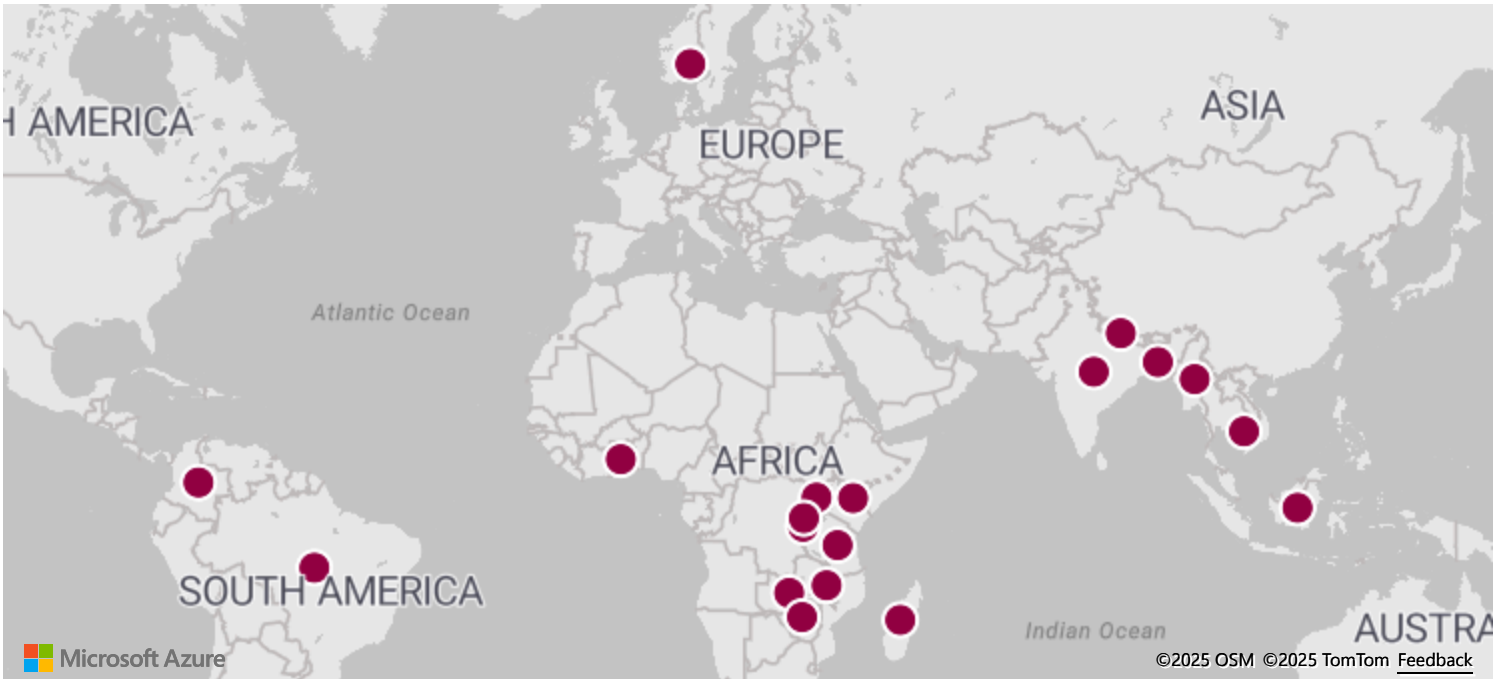 ASIA
H AMERICA
EUROPE
Atlantic Ocean
AFRICA
SOUTH AMERICA
Indian Ocean
AUSTRA
Microsoft Azure
©2025 OSM ©2025 TomTom Feedback